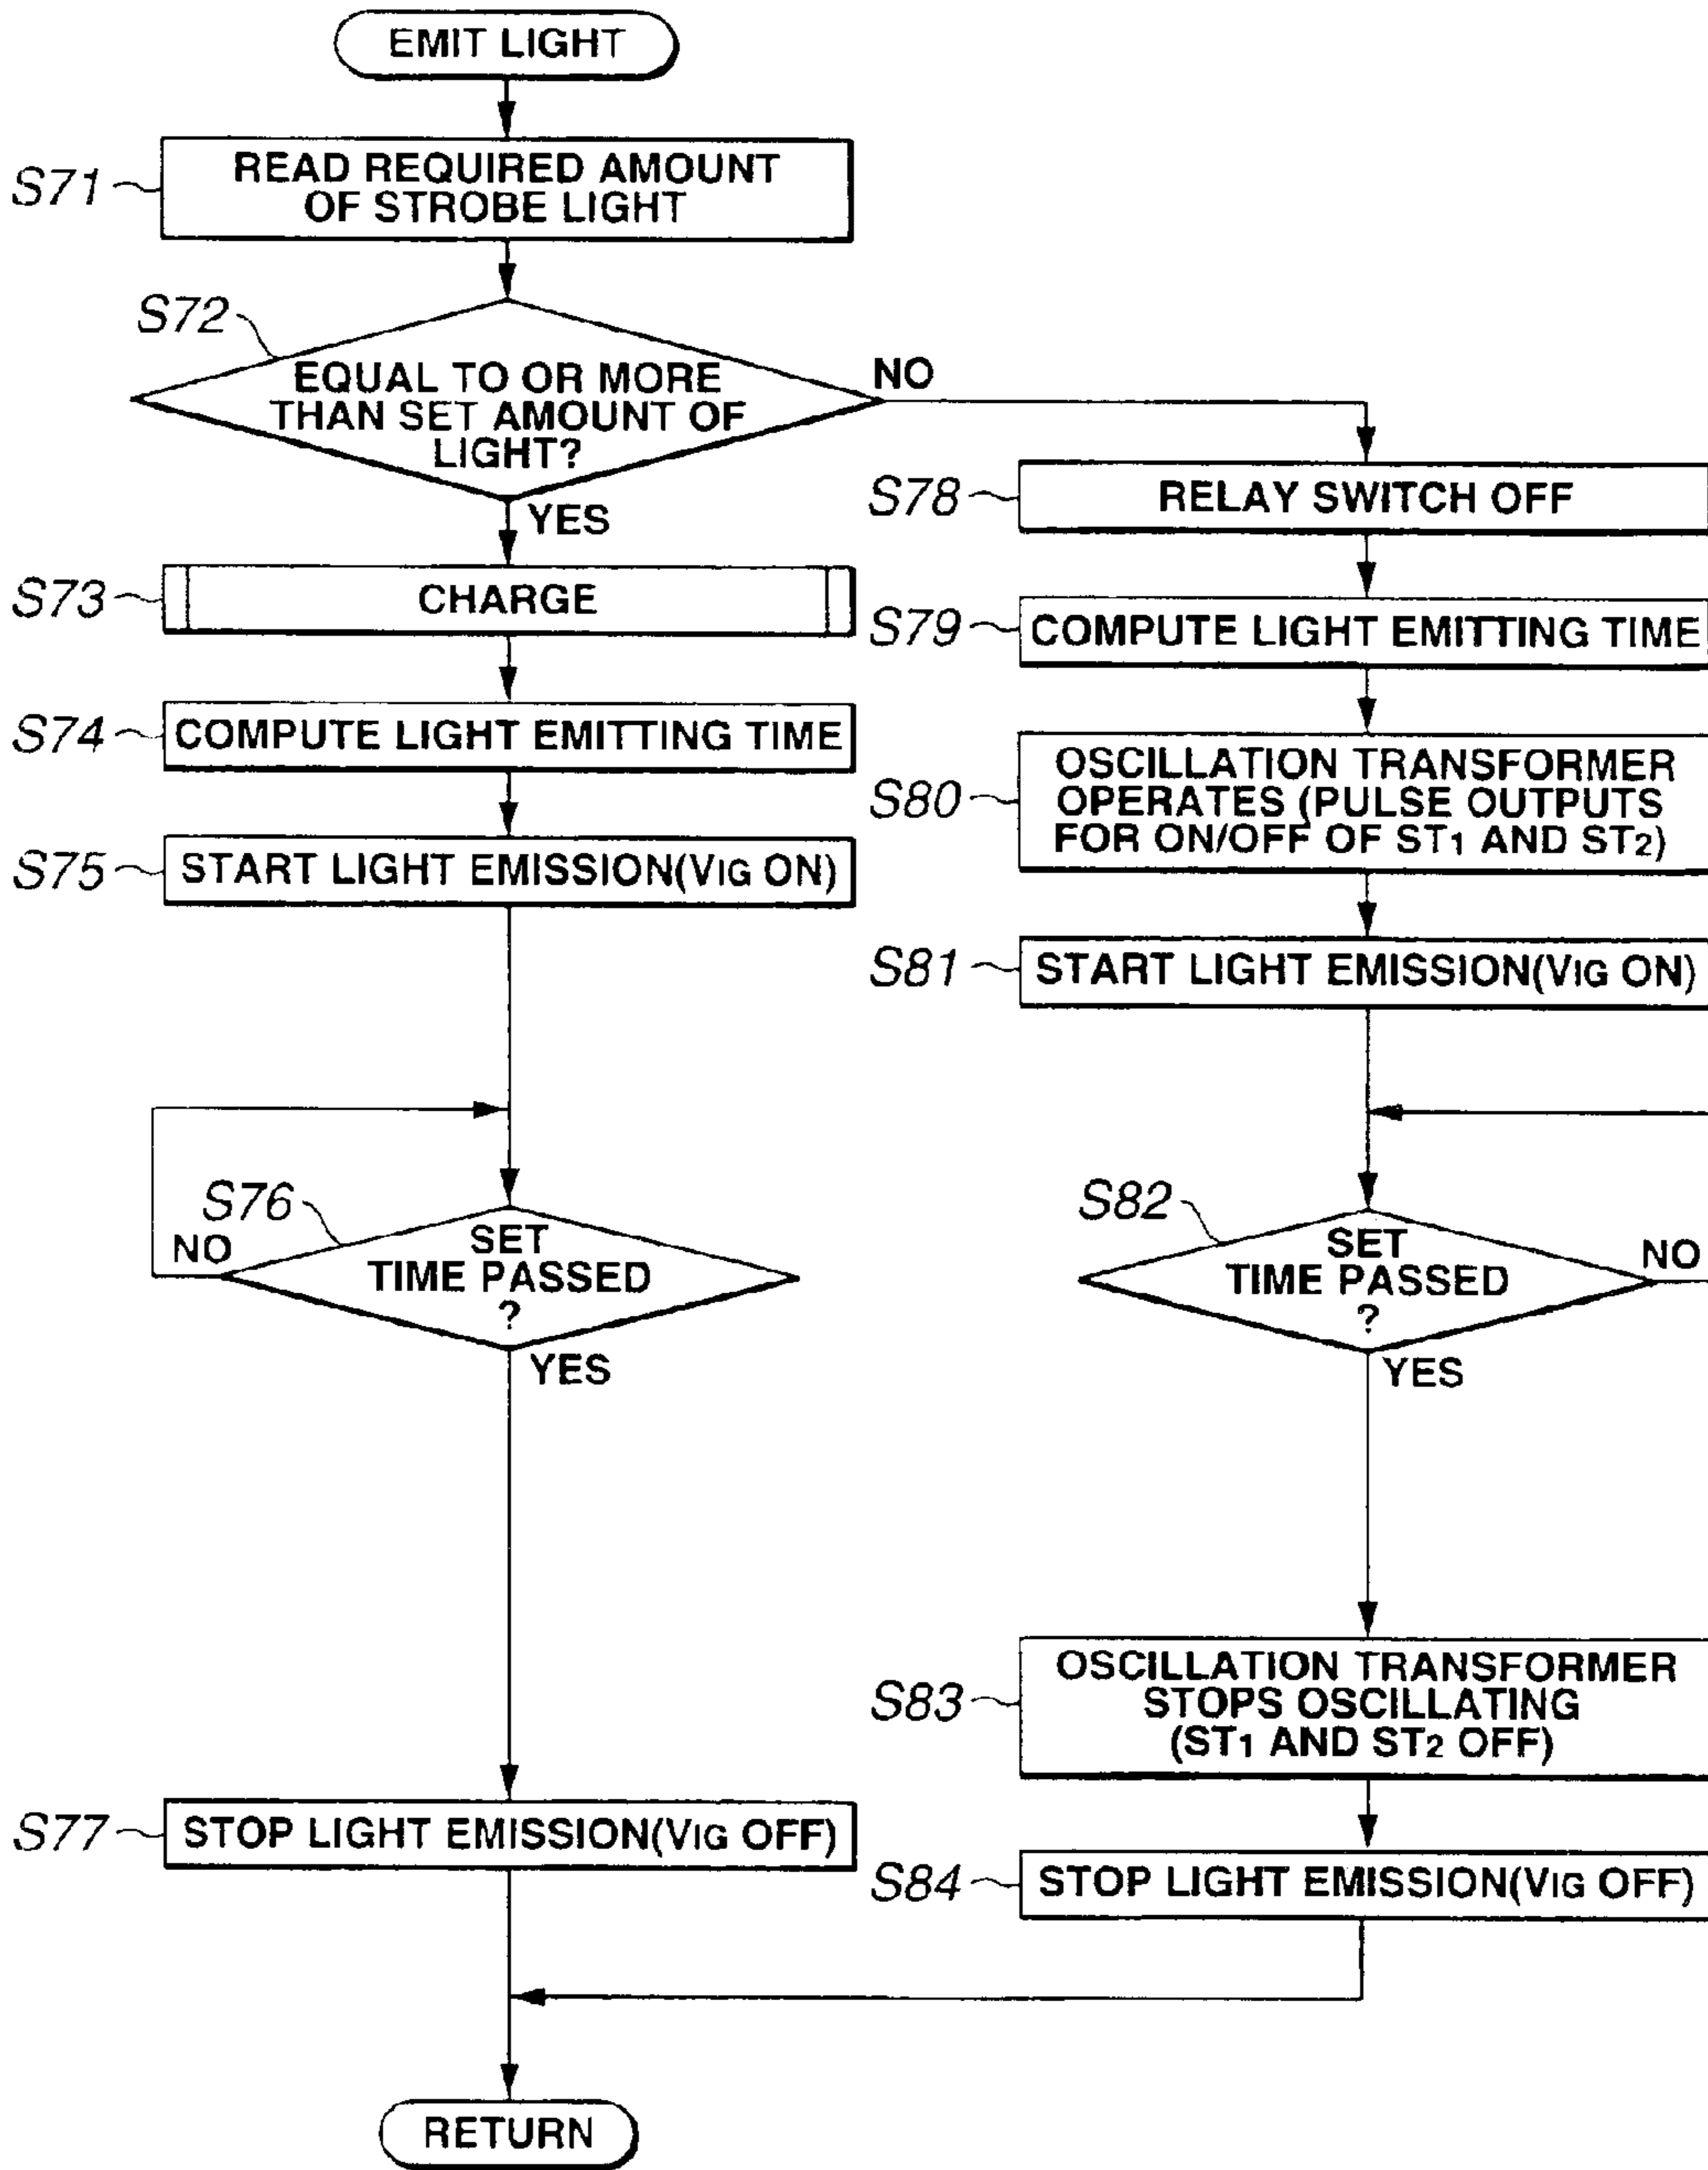 EMIT LIGHT
S71
READ REQUIRED AMOUNT
OF STROBE LIGHT
S72
EQUAL TO OR MORE
THAN SET AMOUNT OF
LIGHT?
NO
YES
S73
CHARGE
S74
COMPUTE LIGHT EMITTING TIME
S75
START LIGHT EMISSION(VIG ON)
S76
NO
SET
TIME PASSED
?
YES
S77
STOP LIGHT EMISSION(VIG OFF)
S78
RELAY SWITCH OFF
S79
COMPUTE LIGHT EMITTING TIME
S80
OSCILLATION TRANSFORMER
OPERATES (PULSE OUTPUTS
FOR ON/OFF OF ST1 AND ST2)
S81
START LIGHT EMISSION(VIG ON)
S82
SET
TIME PASSED
?
NO
YES
S83
OSCILLATION TRANSFORMER
STOPS OSCILLATING
(ST1 AND ST2 OFF)
S84
STOP LIGHT EMISSION(VIG OFF)
RETURN